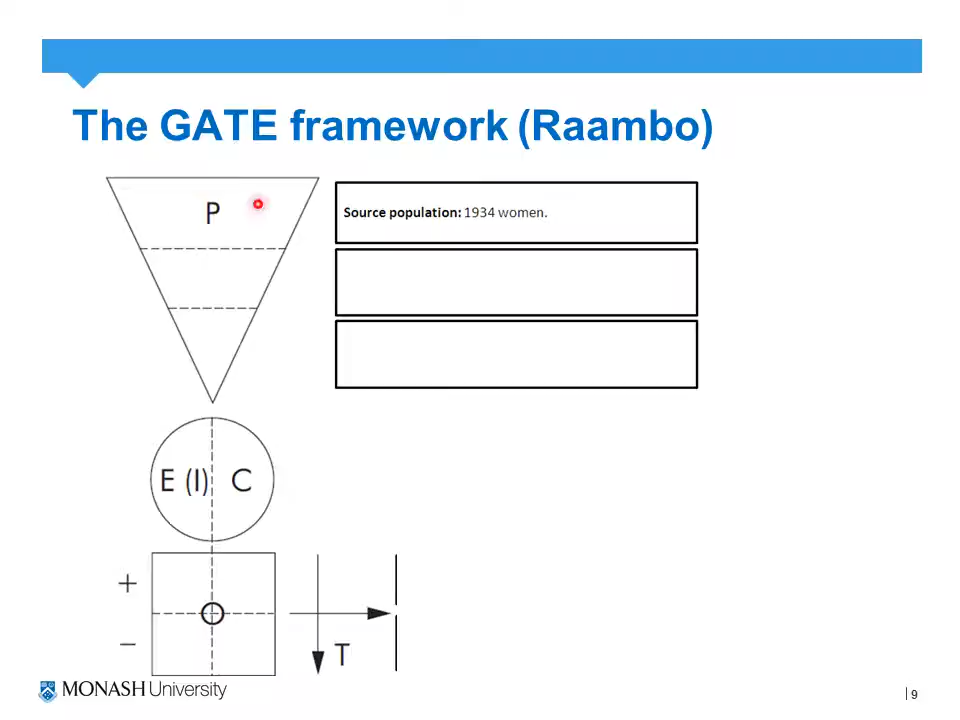 The GATE framework (Raambo)
P
Source population: 1934 women.
E (I) C
+
O
−
T
MONASH University
9